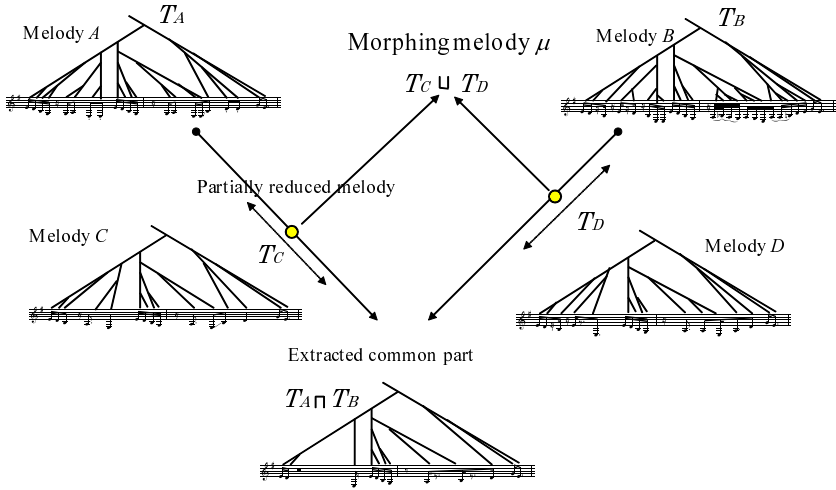 Melody A
T_A
Morphing melody μ
T_C ⊔ T_D
Melody B
T_B
Partially reduced melody
Melody C
T_C
T_D
Melody D
Extracted common part
T_A ⊓ T_B